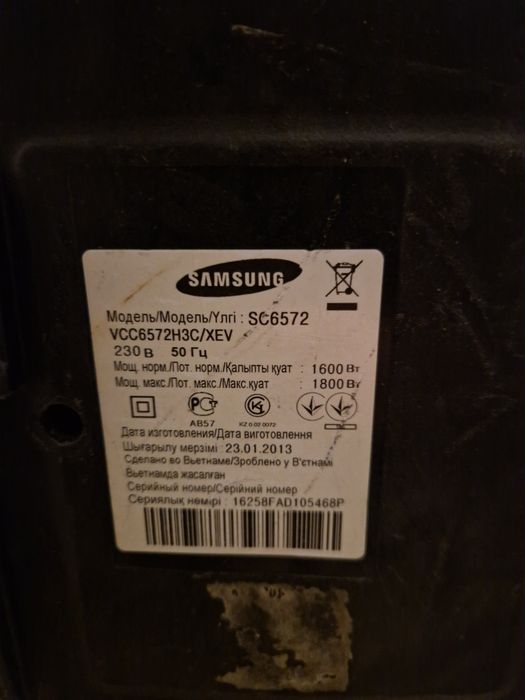 SAMSUNG
Модель/Модель/Үлгі : SC6572
VCC6572H3C/XEV
230 В 50 Гц
Мощ. норм./Пот. норм./Қалыпты қуат : 1600 Вт
Мощ. макс./Пот. макс./Макс.қуат : 1800 Вт
АВ57
KZ 0 02 0072
Дата изготовления/Дата виготовлення
Шығарылу мерзімі : 23.01.2013
Сделано во Вьетнаме/Зроблено у В'єтнамі
Вьетнамда жасалған
Серийный номер/Серійний номер
Сериялық нөмірі : 16258FAD105468P